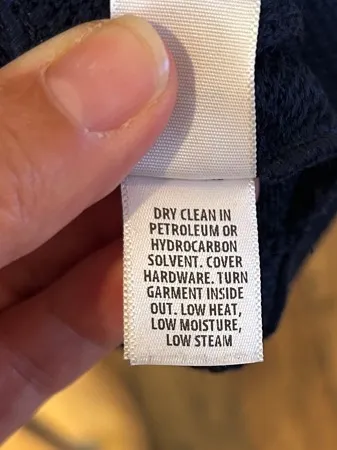 DRY CLEAN IN
PETROLEUM OR
HYDROCARBON
SOLVENT. COVER
HARDWARE. TURN
GARMENT INSIDE
OUT. LOW HEAT,
LOW MOISTURE,
LOW STEAM